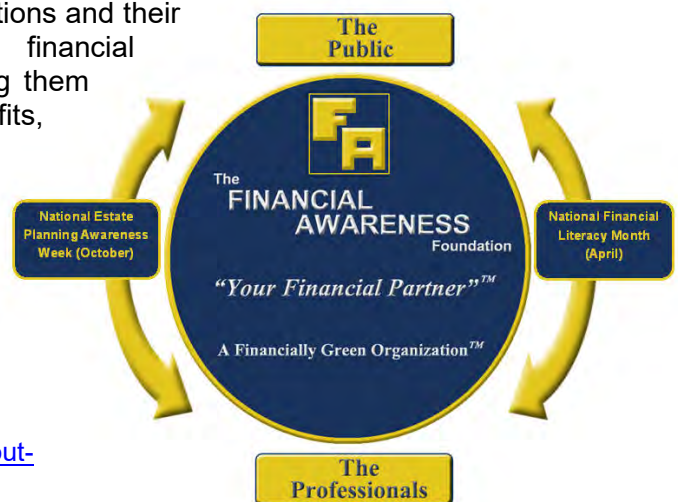 tions and their
financial
g them
fits,
The
Public
FA
The
FINANCIAL
AWARENESS
Foundation
"Your Financial Partner"™
A Financially Green Organization™
National Estate
Planning Awareness
Week (October)
National Financial
Literacy Month
(April)
out-
The
Professionals